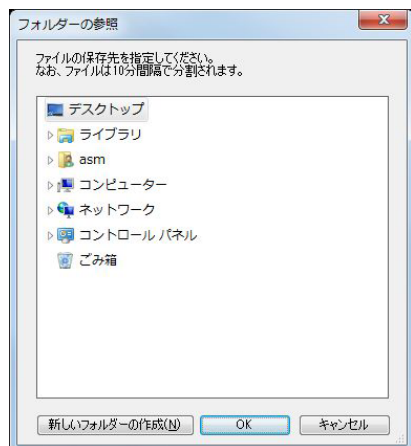 フォルダーの参照
ファイルの保存先を指定してください。
なお、ファイルは10分間隔で分割されます。
デスクトップ
ライブラリ
asm
コンピューター
ネットワーク
コントロール パネル
ごみ箱
新しいフォルダーの作成(N)
OK
キャンセル